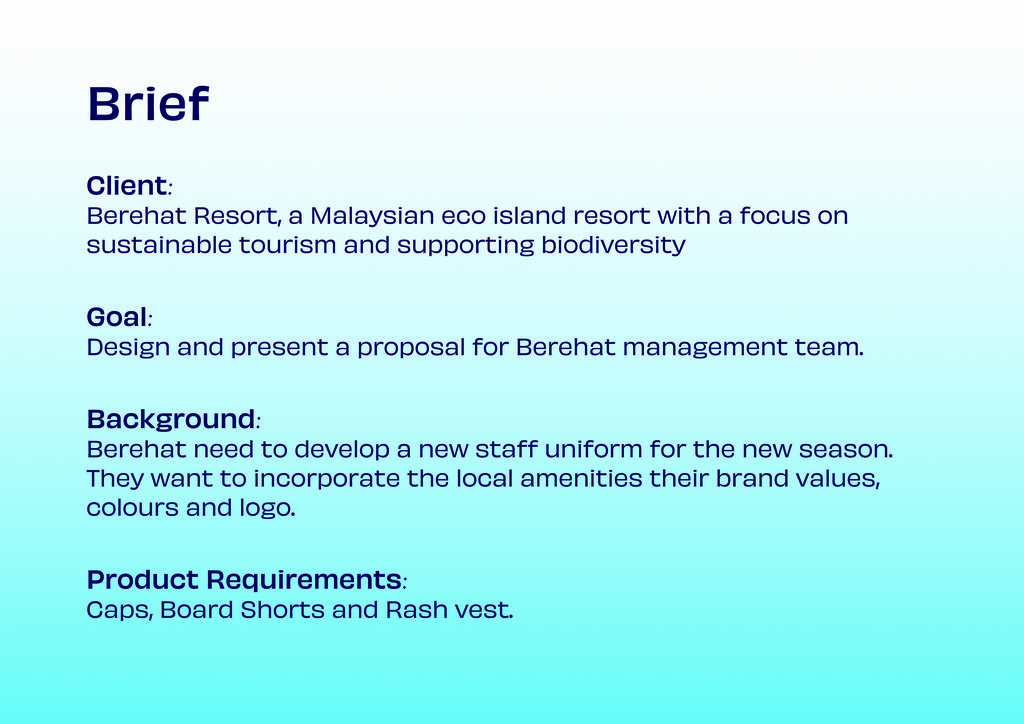 Brief
Client:
Berehat Resort, a Malaysian eco island resort with a focus on
sustainable tourism and supporting biodiversity
Goal:
Design and present a proposal for Berehat management team.
Background:
Berehat need to develop a new staff uniform for the new season.
They want to incorporate the local amenities their brand values,
colours and logo.
Product Requirements:
Caps, Board Shorts and Rash vest.